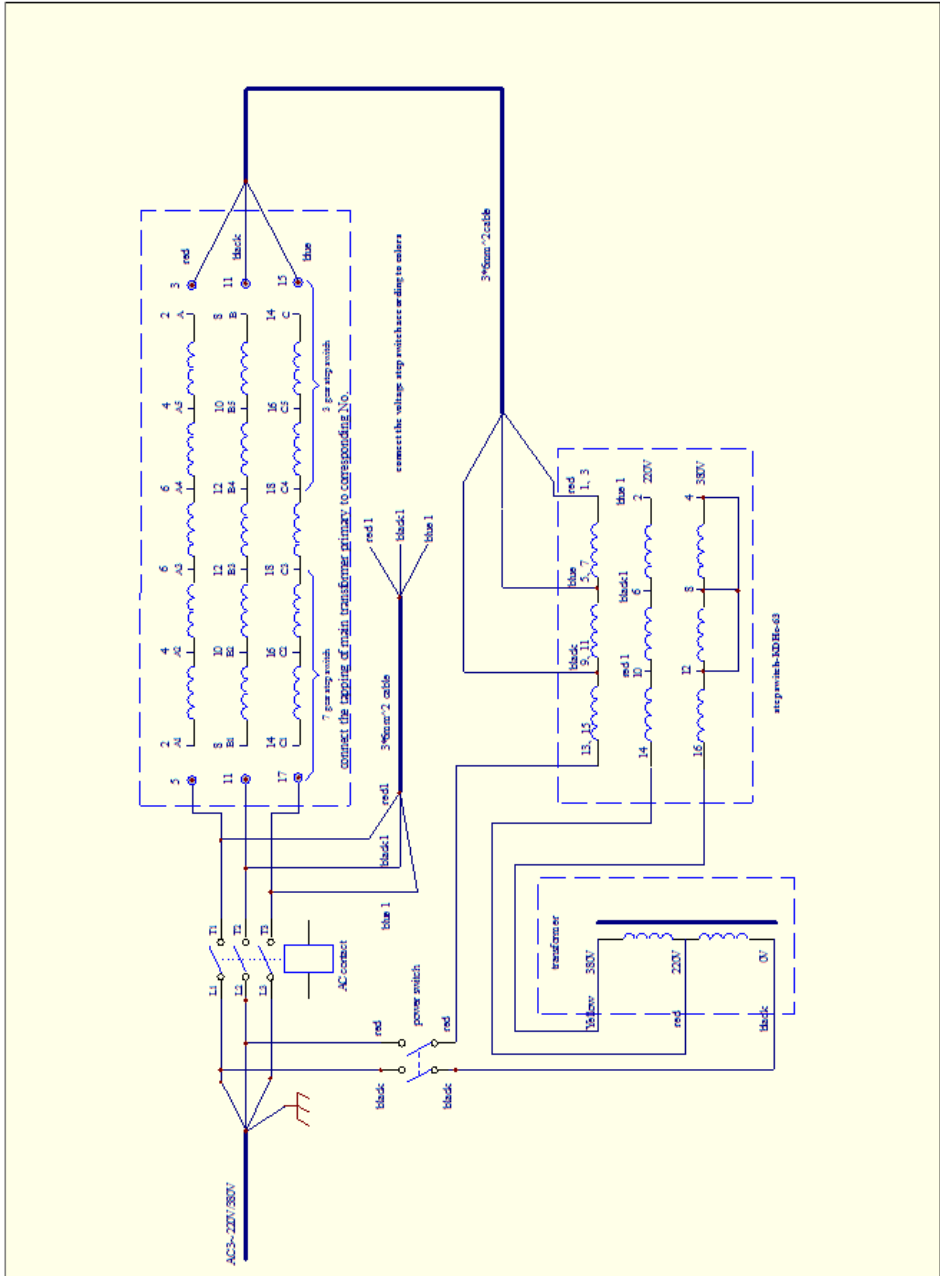 AC3~220V/380V
L1
L2
L3
T1
T2
T3
AC contact
5
2
4
6
6
4
2
3
A1
A2
A3
A4
A5
A
red
11
8
10
12
12
10
8
11
B1
B2
B3
B4
B5
B
black
17
14
16
18
18
16
14
15
C1
C2
C3
C4
C5
C
blue
7 gear step switch
3 gear step switch
connect the tapping of main transformer primary to corresponding No.
red1
black1
blue 1
3*6mm^2 cable
red 1
black1
blue 1
connect the voltage step switch according to colors
3*6mm^2 cable
red
power switch
red
black
black
transformer
380V
220V
0V
Yellow
red
black
13, 15
black
9, 11
blue
5, 7
red
1, 3
14
red 1
10
black1
6
blue 1
2
220V
16
12
8
4
380V
step switch-KDHc-63